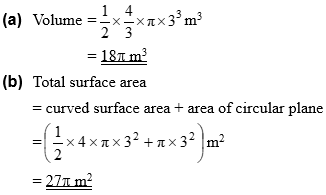 (a) Volume = 1/2 × 4/3 × π × 3³ m³
= 18π m³
(b) Total surface area
= curved surface area + area of circular plane
= (1/2 × 4 × π × 3² + π × 3²) m²
= 27π m²